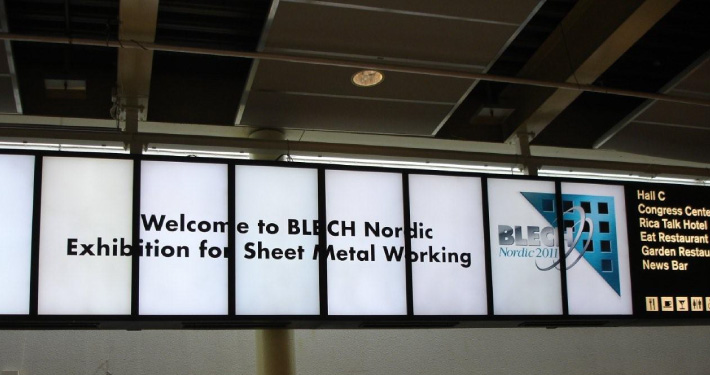 Welcome to BLECH Nordic
Exhibition for Sheet Metal Working
BLECH
Nordic 2011
Hall C
Congress Cente
Rica Talk Hotel
Eat Restaurant
Garden Restau
News Bar